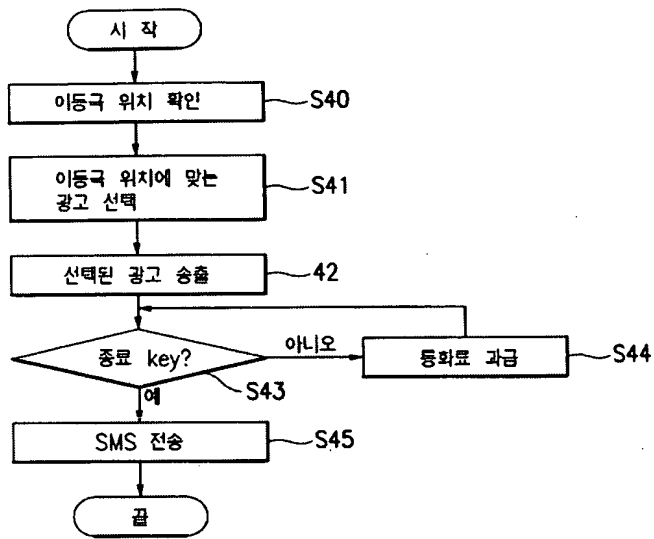 시 작
이동국 위치 확인
S40
이동국 위치에 맞는
광고 선택
S41
선택된 광고 송출
42
종료 key?
아니오
통화료 과금
S44
S43
예
SMS 전송
S45
끝